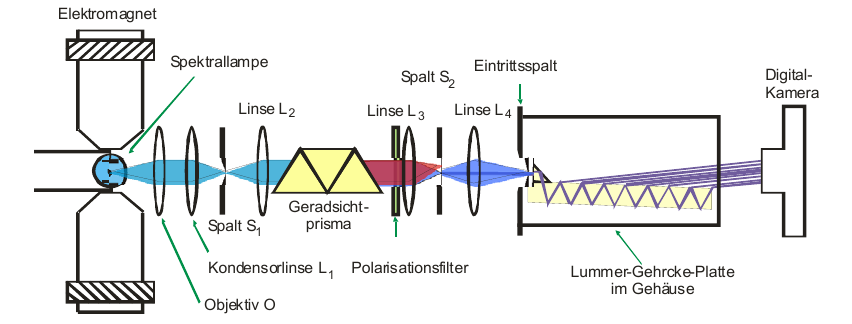 Elektromagnet
Spektrallampe
Linse L2
Linse L3
Spalt S2
Linse L4
Eintrittsspalt
Digital-
Kamera
Spalt S1
Geradsicht-
prisma
Kondensorlinse L1
Polarisationsfilter
Objektiv O
Lummer-Gehrcke-Platte
im Gehäuse